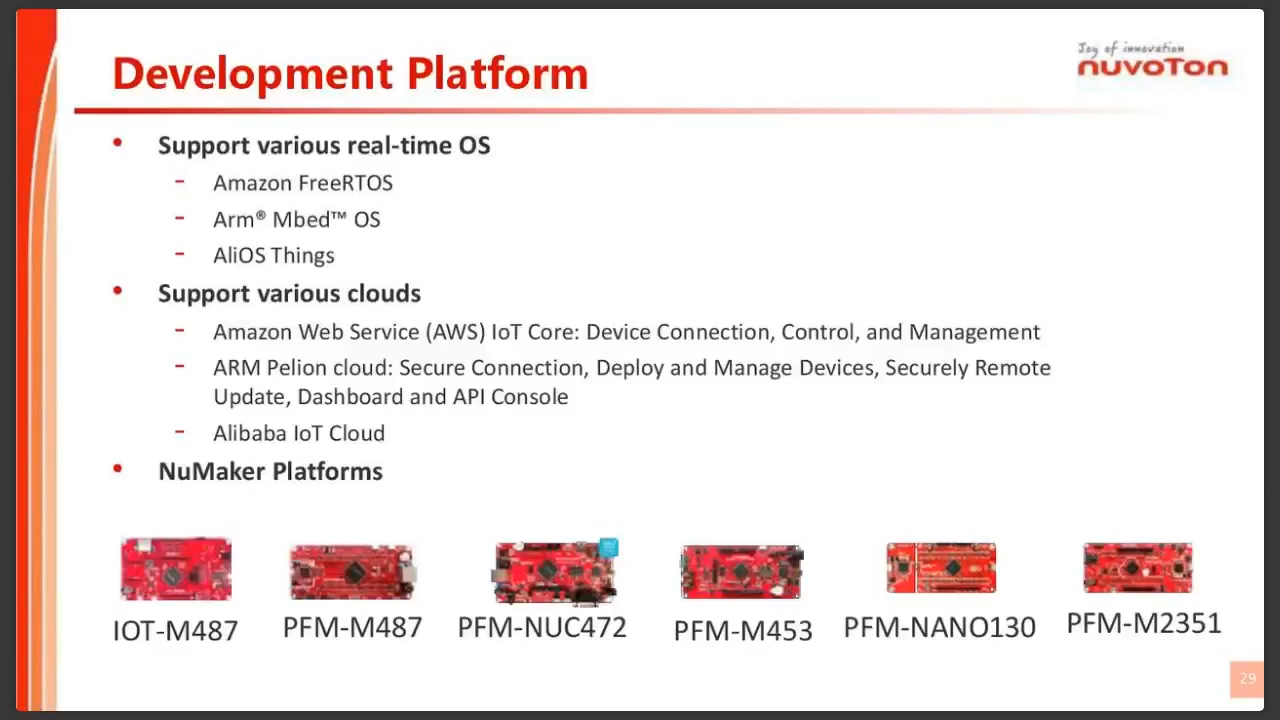 Development Platform
Joy of innovation
nuvoTon
• Support various real-time OS
- Amazon FreeRTOS
- Arm® Mbed™ OS
- AliOS Things
• Support various clouds
- Amazon Web Service (AWS) IoT Core: Device Connection, Control, and Management
- ARM Pelion cloud: Secure Connection, Deploy and Manage Devices, Securely Remote
Update, Dashboard and API Console
- Alibaba IoT Cloud
• NuMaker Platforms
IOT-M487 PFM-M487 PFM-NUC472 PFM-M453 PFM-NANO130 PFM-M2351
29